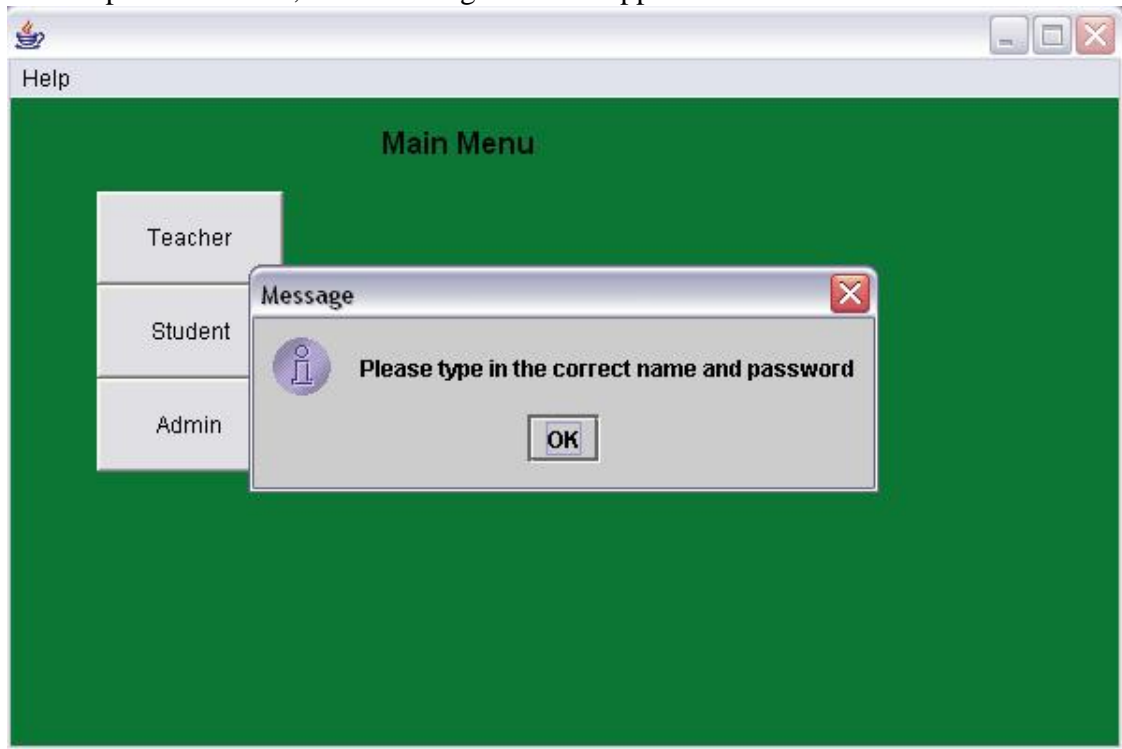 Help
Main Menu
Teacher
Message
Student
Please type in the correct name and password
Admin
OK